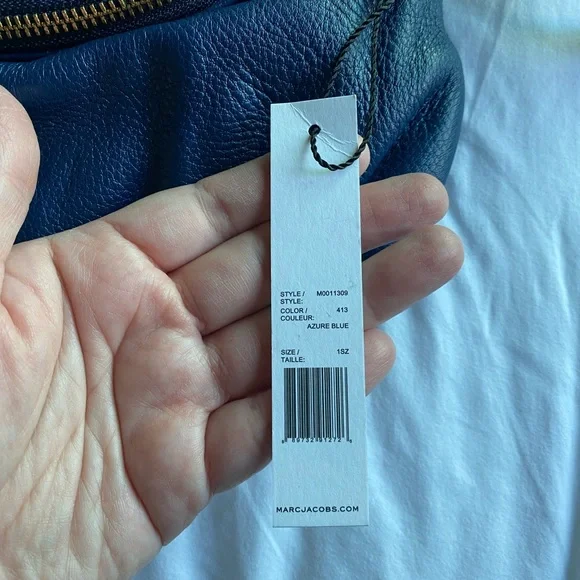 STYLE / M0011309
STYLE:
COLOR / 413
COULEUR:
AZURE BLUE
SIZE / 1SZ
TAILLE:
MARCJACOBS.COM